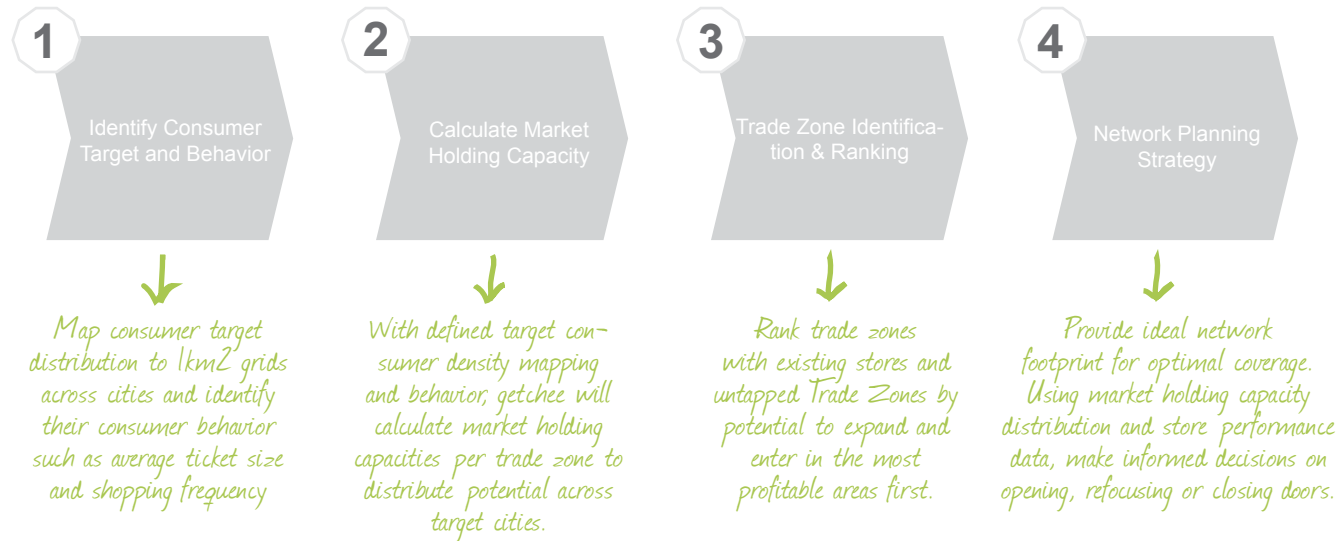 1
Identify Consumer
Target and Behavior
Map consumer target
distribution to 1km2 grids
across cities and identify
their consumer behavior
such as average ticket size
and shopping frequency
2
Calculate Market
Holding Capacity
With defined target con-
sumer density mapping
and behavior, getchee will
calculate market holding
capacities per trade zone to
distribute potential across
target cities.
3
Trade Zone Identifica-
tion & Ranking
Rank trade zones
with existing stores and
untapped Trade Zones by
potential to expand and
enter in the most
profitable areas first.
4
Network Planning
Strategy
Provide ideal network
footprint for optimal coverage.
Using market holding capacity
distribution and store performance
data, make informed decisions on
opening, refocusing or closing doors.